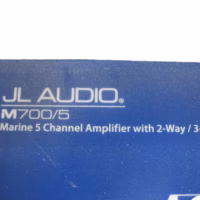 JL AUDIO®
M700/5
Marine 5 Channel Amplifier with 2-Way / 3-